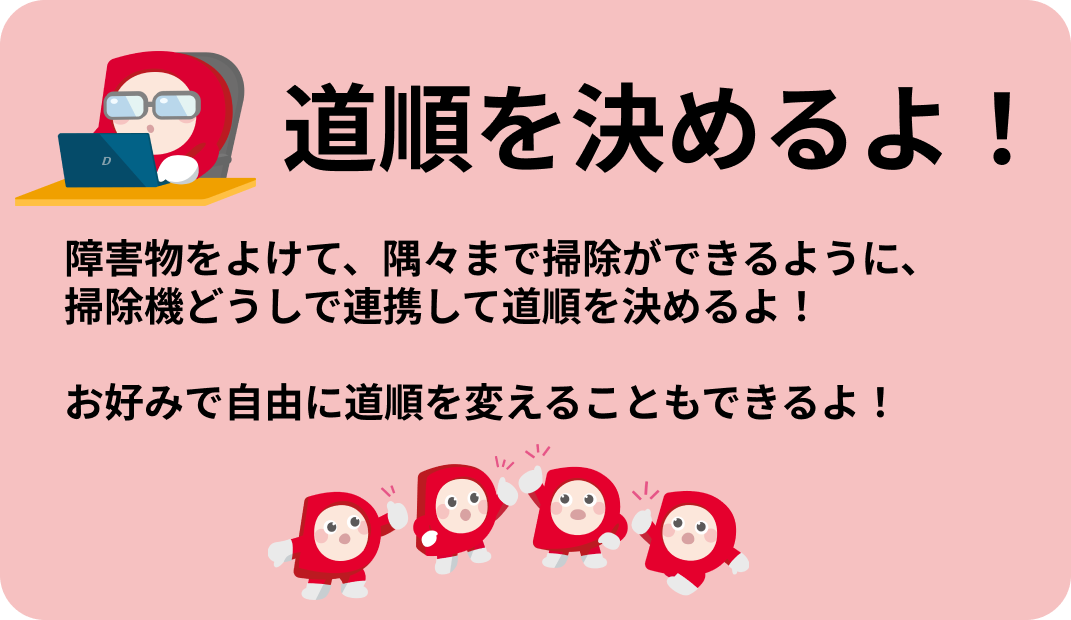 道順を決めるよ！
D
障害物をよけて、隅々まで掃除ができるように、
掃除機どうしで連携して道順を決めるよ！
お好みで自由に道順を変えることもできるよ！